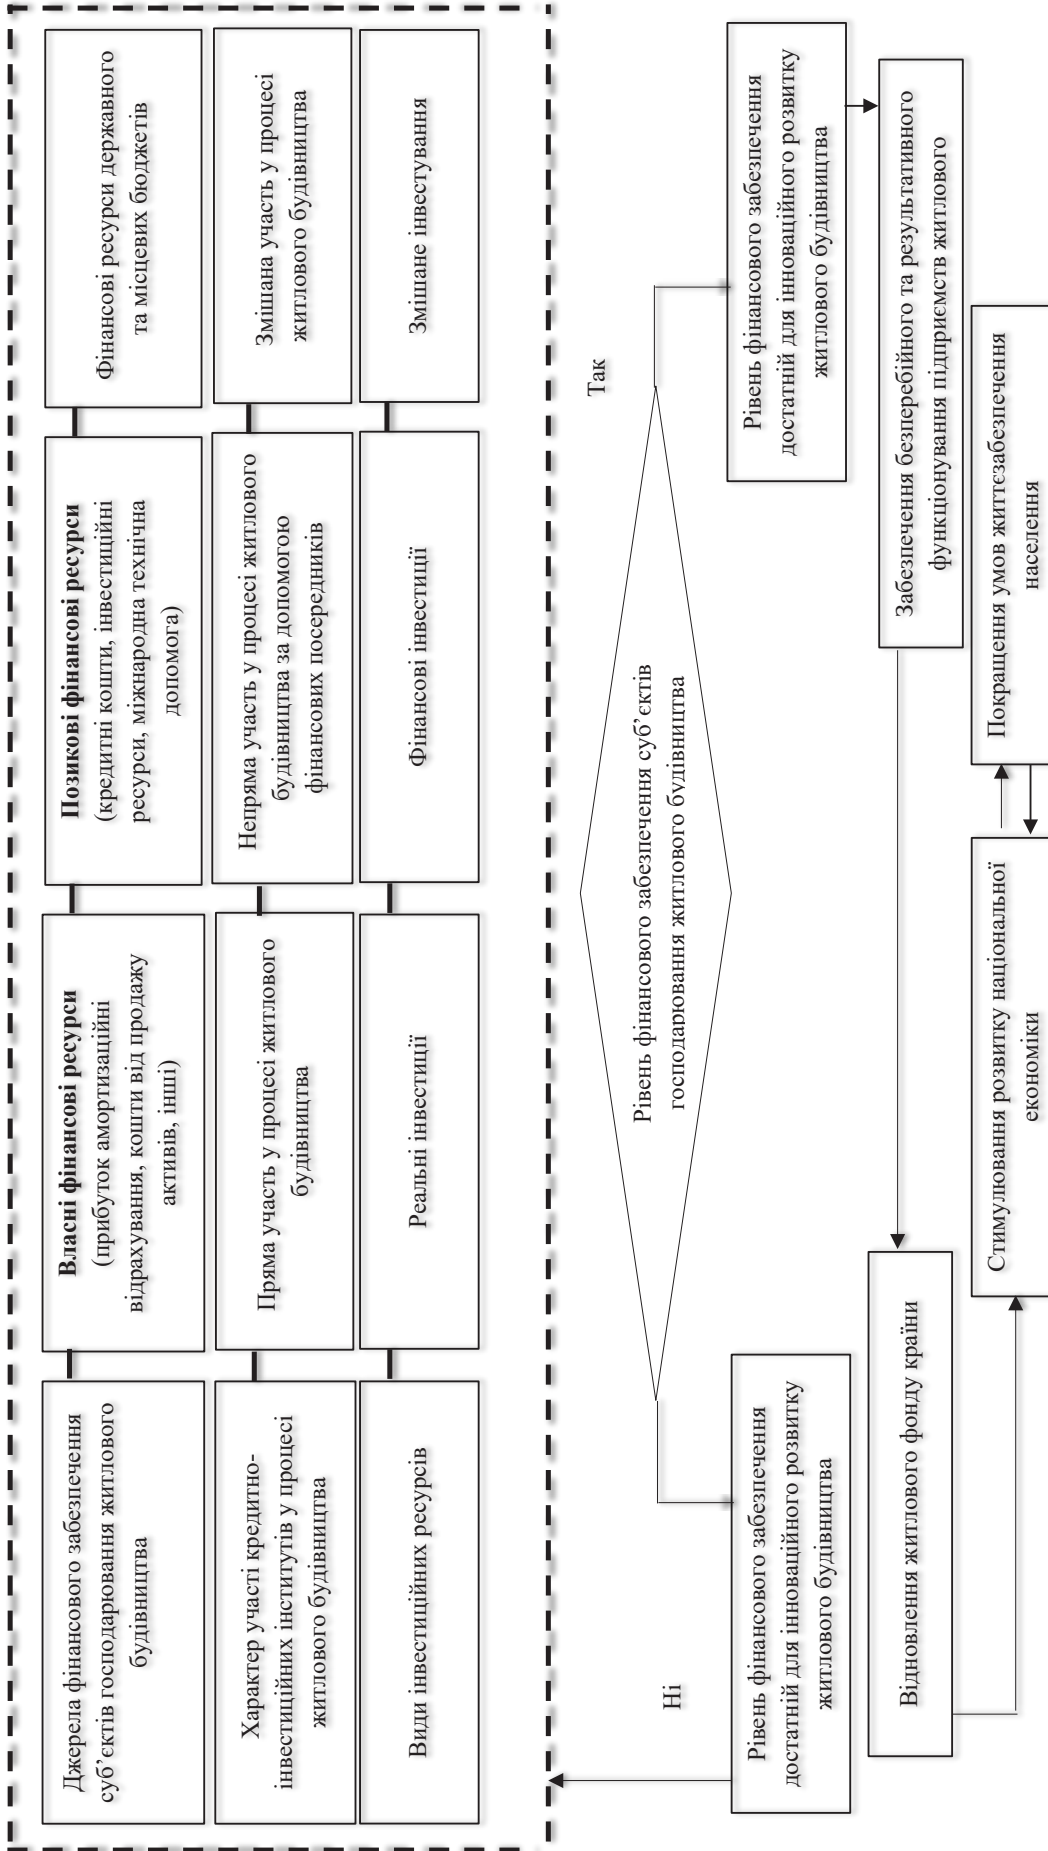 Джерела фінансового забезпечення
суб’єктів господарювання житлового
будівництва
Власні фінансові ресурси
(прибуток амортизаційні
відрахування, кошти від продажу
активів, інші)
Позикові фінансові ресурси
(кредитні кошти, інвестиційні
ресурси, міжнародна технічна
допомога)
Фінансові ресурси державного
та місцевих бюджетів
Характер участі кредитно-
інвестиційних інститутів у процесі
житлового будівництва
Пряма участь у процесі житлового
будівництва
Непряма участь у процесі житлового
будівництва за допомогою
фінансових посередників
Змішана участь у процесі
житлового будівництва
Види інвестиційних ресурсів
Реальні інвестиції
Фінансові інвестиції
Змішане інвестування
Рівень фінансового забезпечення суб’єктів
господарювання житлового будівництва
Ні
Так
Рівень фінансового забезпечення
достатній для інноваційного розвитку
житлового будівництва
Рівень фінансового забезпечення
достатній для інноваційного розвитку
житлового будівництва
Відновлення житлового фонду країни
Забезпечення безперебійного та результативного
функціонування підприємств житлового
Стимулювання розвитку національної
економіки
Покращення умов життєзабезпечення
населення